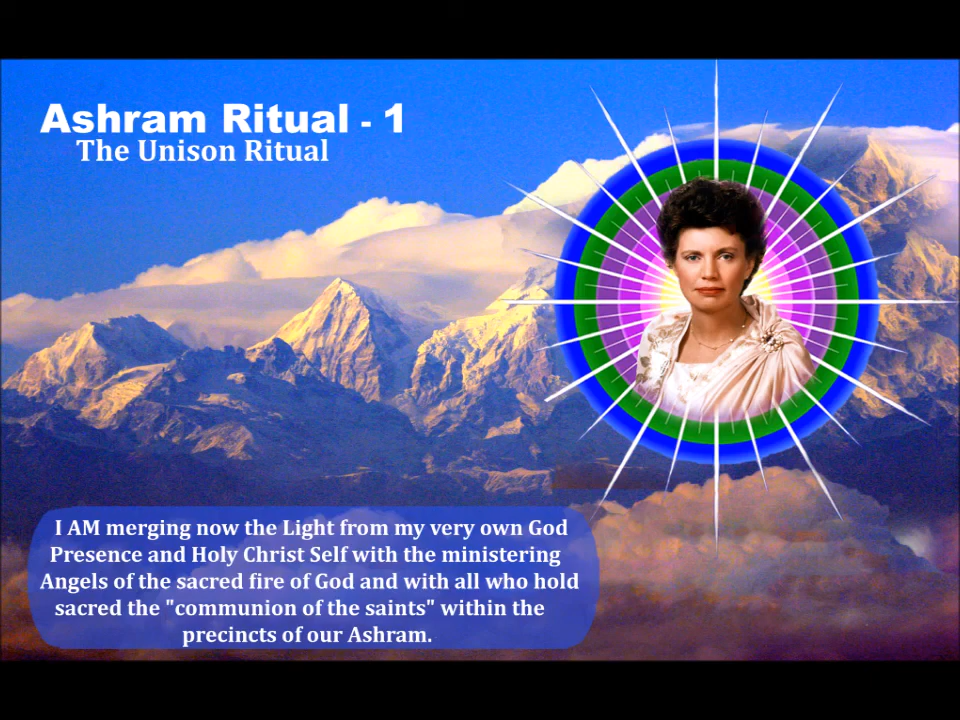 Ashram Ritual - 1
The Unison Ritual
I AM merging now the Light from my very own God
Presence and Holy Christ Self with the ministering
Angels of the sacred fire of God and with all who hold
sacred the "communion of the saints" within the
precincts of our Ashram.